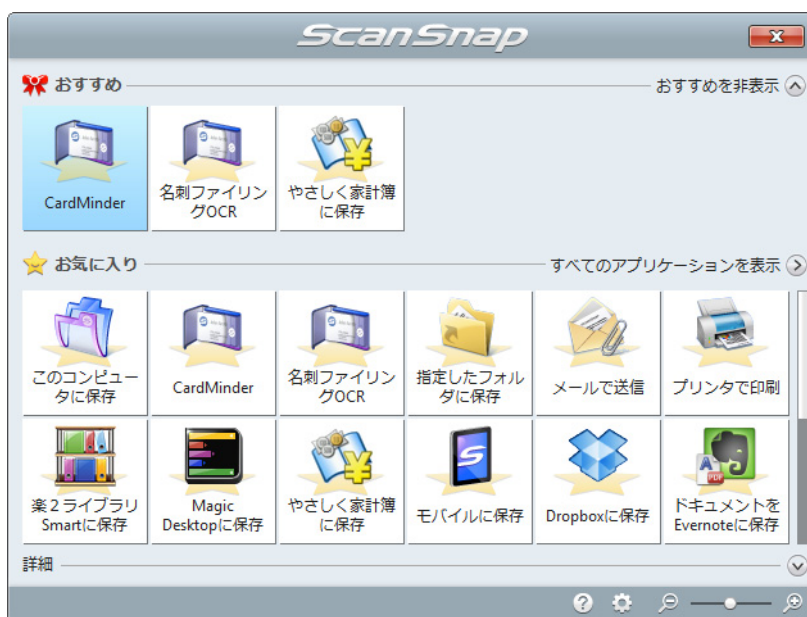 ScanSnap
おすすめ
おすすめを非表示
CardMinder
名刺ファイリン
グOCR
やさしく家計簿
に保存
お気に入り
すべてのアプリケーションを表示
このコンピュー
タに保存
CardMinder
名刺ファイリン
グOCR
指定したフォル
ダに保存
メールで送信
プリンタで印刷
楽2ライブラリ
Smartに保存
Magic
Desktopに保存
やさしく家計簿
に保存
モバイルに保存
Dropboxに保存
ドキュメントを
Evernoteに保存
詳細